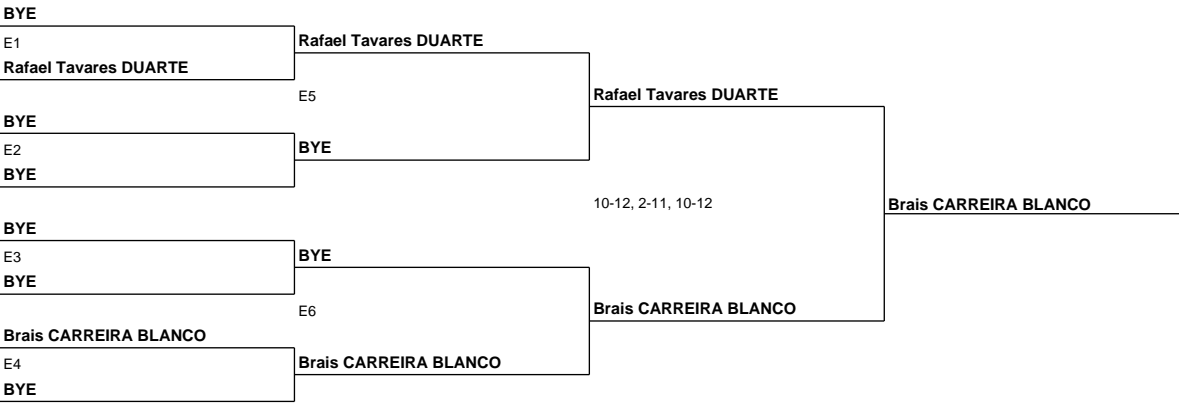 BYE
E1
Rafael Tavares DUARTE
Rafael Tavares DUARTE
E5
Rafael Tavares DUARTE
BYE
E2
BYE
BYE
10-12, 2-11, 10-12
Brais CARREIRA BLANCO
BYE
E3
BYE
BYE
E6
Brais CARREIRA BLANCO
Brais CARREIRA BLANCO
E4
Brais CARREIRA BLANCO
BYE